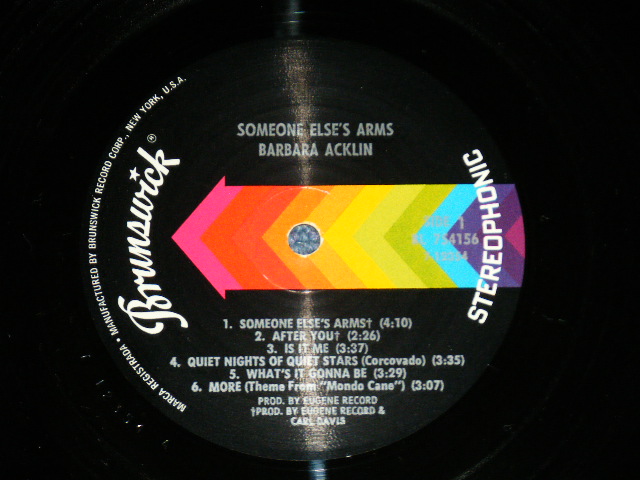 SOMEONE ELSE'S ARMS
BARBARA ACKLIN
Brunswick®
MARCA REGISTRADA • MANUFACTURED BY BRUNSWICK RECORD CORP., NEW YORK, U.S.A.
STEREOPHONIC
SIDE 1
754156
1. SOMEONE ELSE'S ARMS† (4:10)
2. AFTER YOU† (2:26)
3. IS IT ME (3:37)
4. QUIET NIGHTS OF QUIET STARS (Corcovado) (3:35)
5. WHAT'S IT GONNA BE (3:29)
6. MORE (Theme From "Mondo Cane") (3:07)
PROD. BY EUGENE RECORD
†PROD. BY EUGENE RECORD &
CARL DAVIS